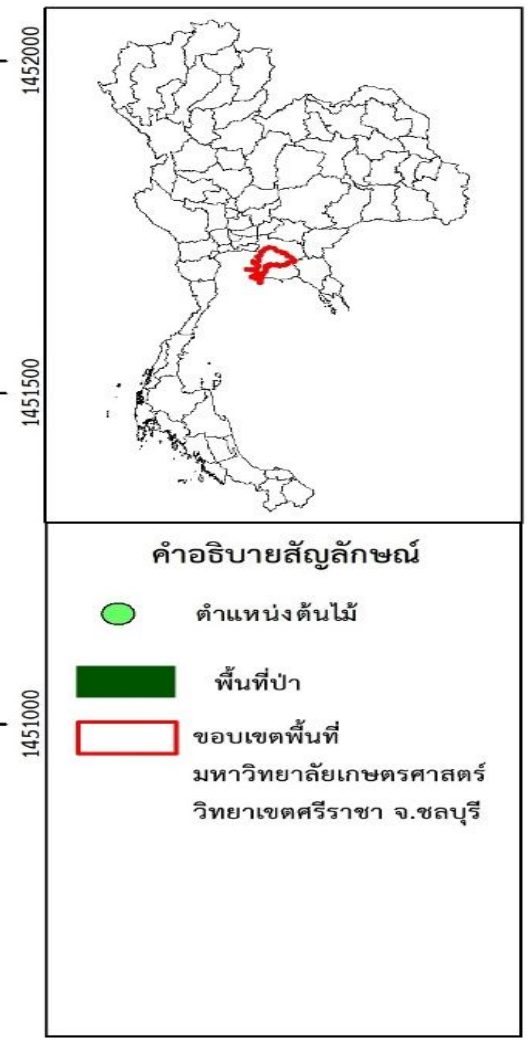 1452000
1451500
1451000
คำอธิบายสัญลักษณ์
ตำแหน่งต้นไม้
พื้นที่ป่า
ขอบเขตพื้นที่
มหาวิทยาลัยเกษตรศาสตร์
วิทยาเขตศรีราชา จ.ชลบุรี